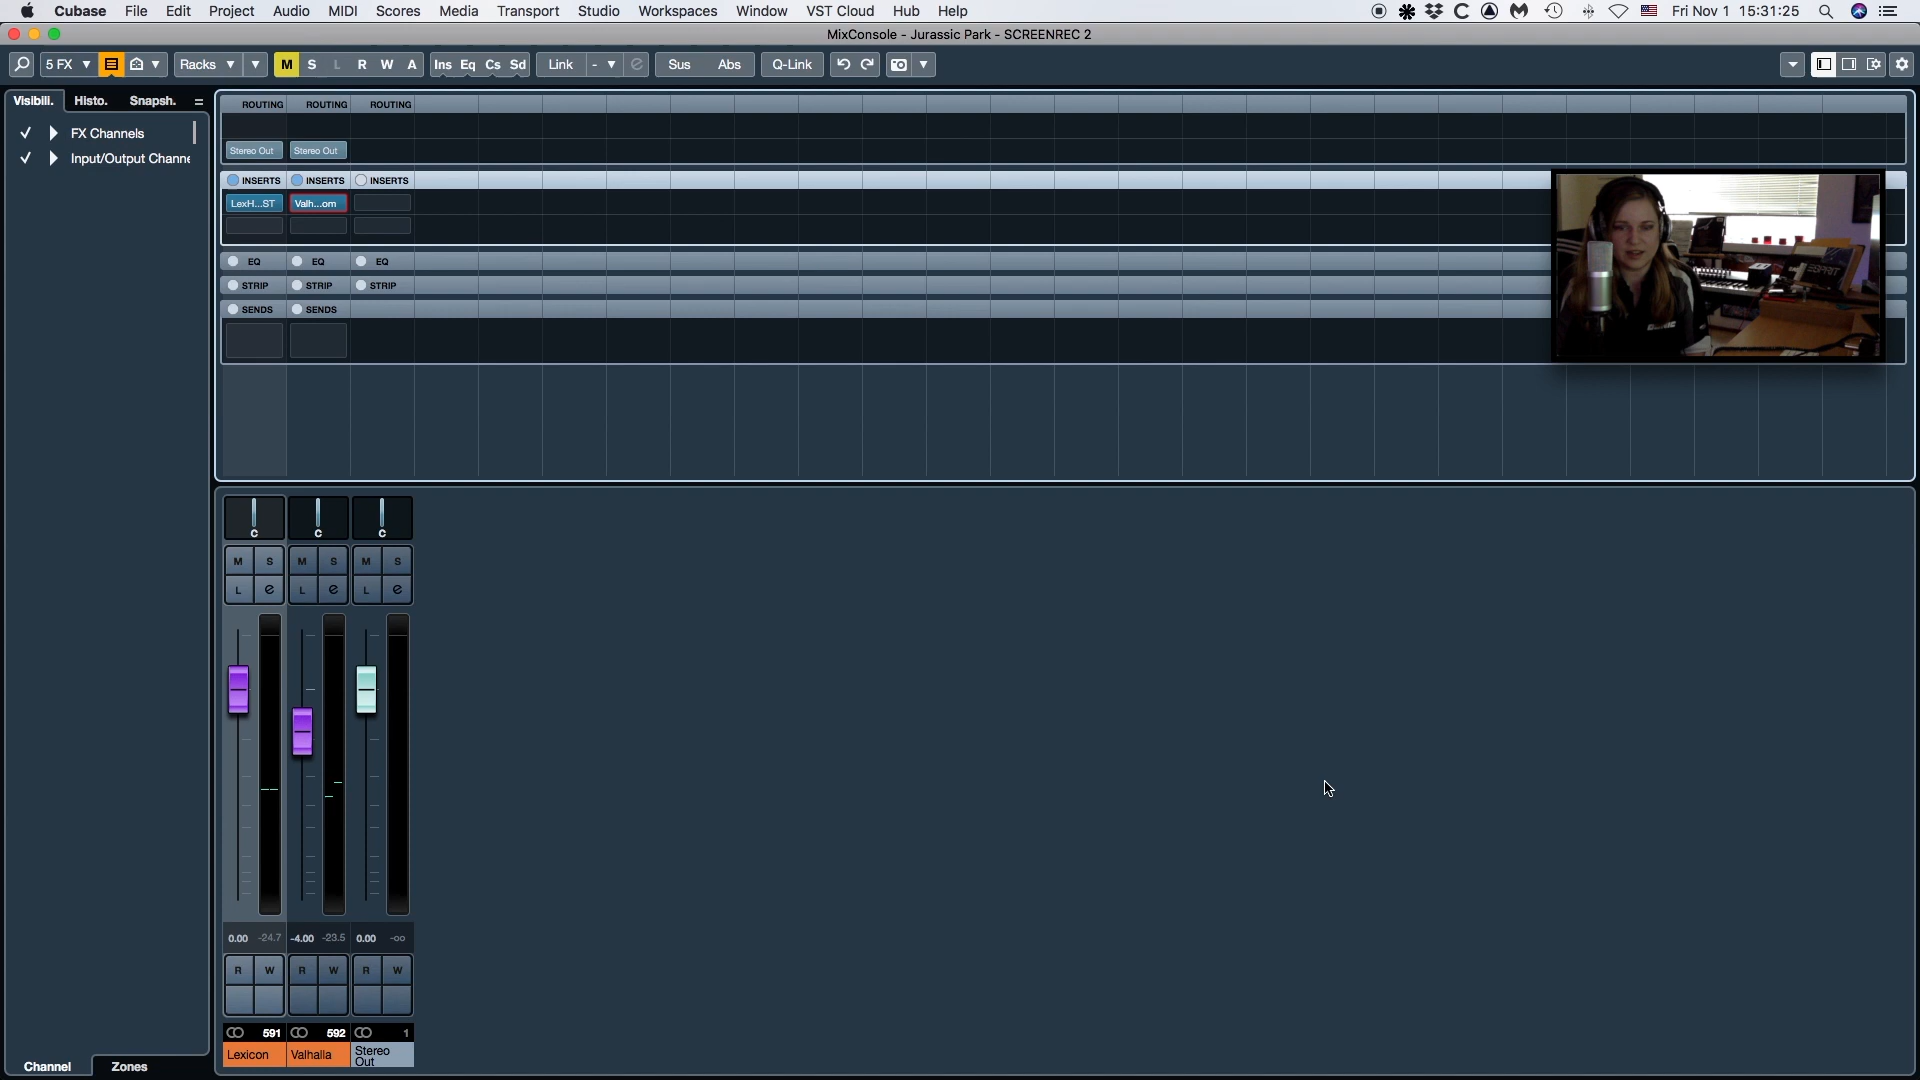 Cubase File Edit Project Audio MIDI Scores Media Transport Studio Workspaces Window VST Cloud Hub Help Fri Nov 1 15:31:25
MixConsole - Jurassic Park - SCREENREC 2
5 FX Racks M S L R W A Ins Eq Cs Sd Link - e Sus Abs Q-Link
Visibili. Histo. Snapsh.
FX Channels
Input/Output Channe
ROUTING ROUTING ROUTING
Stereo Out Stereo Out
INSERTS INSERTS INSERTS
LexH...ST Valh...om
EQ EQ EQ
STRIP STRIP STRIP
SENDS SENDS
C C C
M S M S M S
L e L e L e
0.00 -24.7 -4.00 -23.5 0.00 -oo
R W R W R W
591 592 1
Lexicon Valhalla Stereo Out
Channel Zones